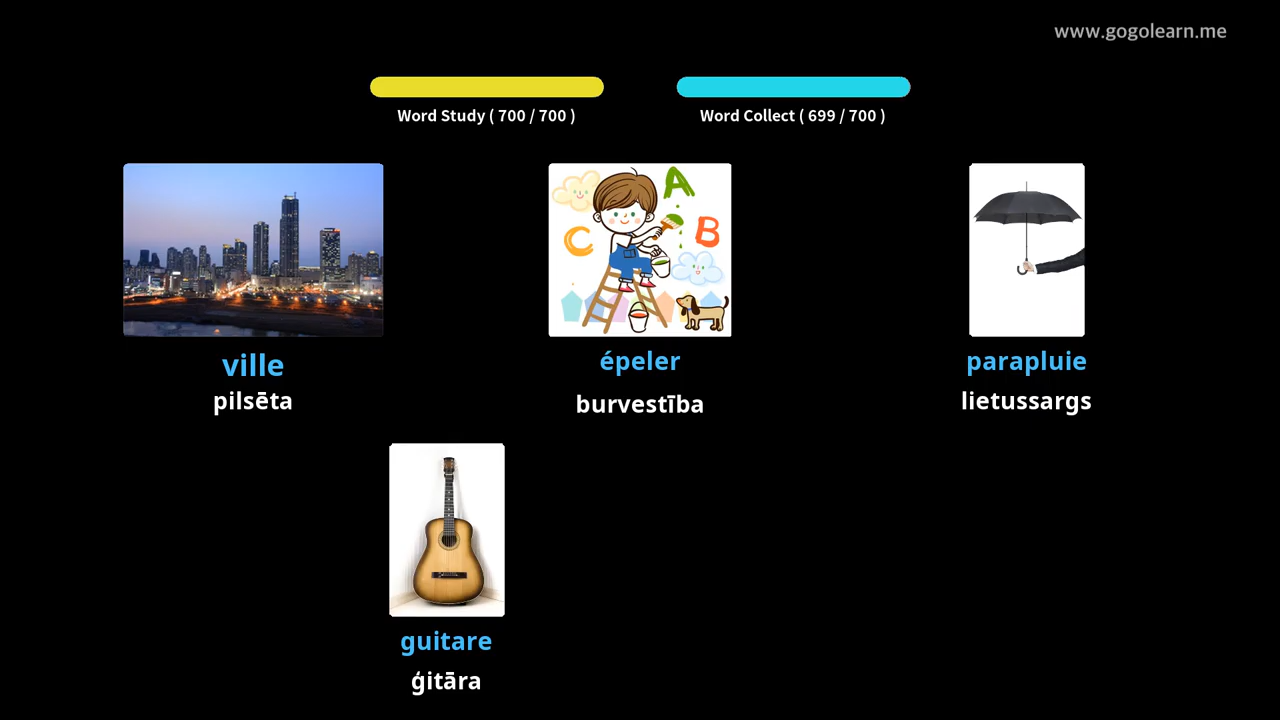 www.gogolearn.me
Word Study ( 700 / 700 )
Word Collect ( 699 / 700 )
A
B
C
ville
pilsēta
épeler
burvestība
parapluie
lietussargs
guitare
ģitāra